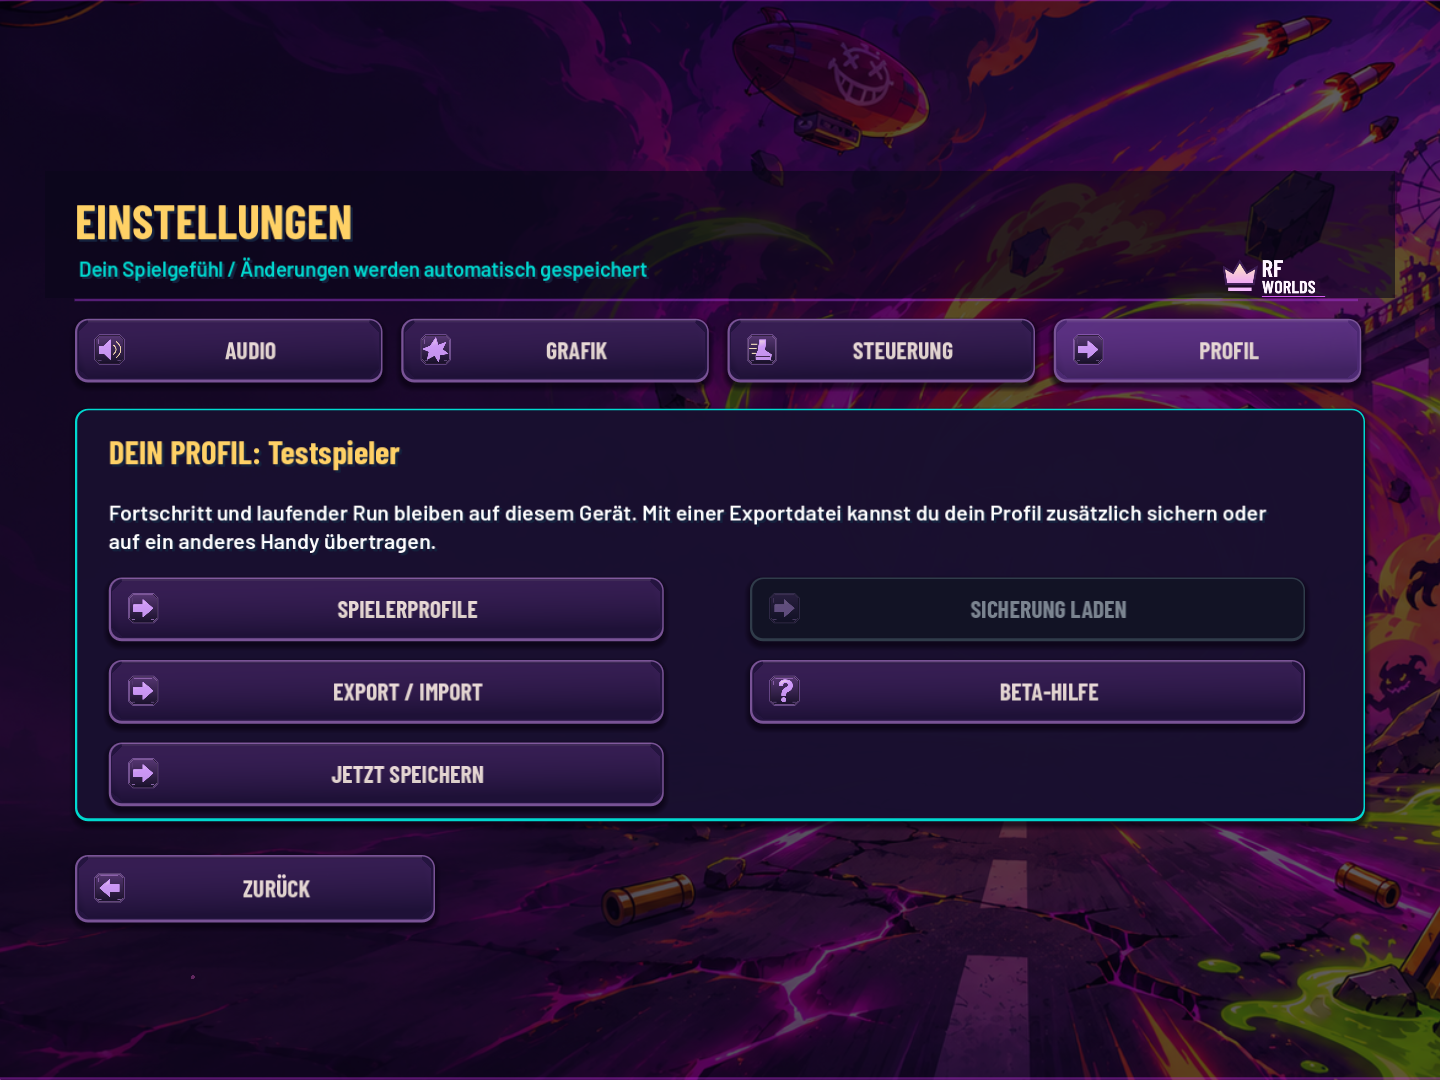 EINSTELLUNGEN
Dein Spielgefühl / Änderungen werden automatisch gespeichert
RF
WORLDS
AUDIO
GRAFIK
STEUERUNG
PROFIL
DEIN PROFIL: Testspieler
Fortschritt und laufender Run bleiben auf diesem Gerät. Mit einer Exportdatei kannst du dein Profil zusätzlich sichern oder
auf ein anderes Handy übertragen.
SPIELERPROFILE
SICHERUNG LADEN
EXPORT / IMPORT
? BETA-HILFE
JETZT SPEICHERN
ZURÜCK